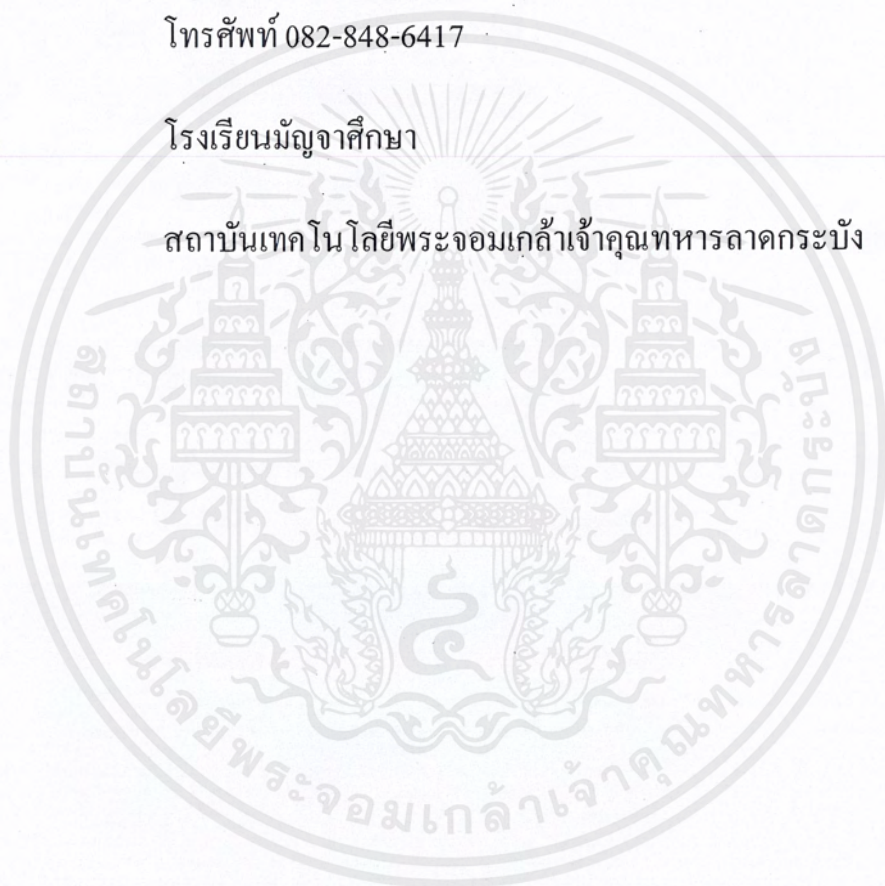 โทรศัพท์ 082-848-6417
โรงเรียนมัญจาศึกษา
สถาบันเทคโนโลยีพระจอมเกล้าเจ้าคุณทหารลาดกระบัง
สถาบันเทคโนโลยีพระจอมเกล้าเจ้าคุณทหารลาดกระบัง